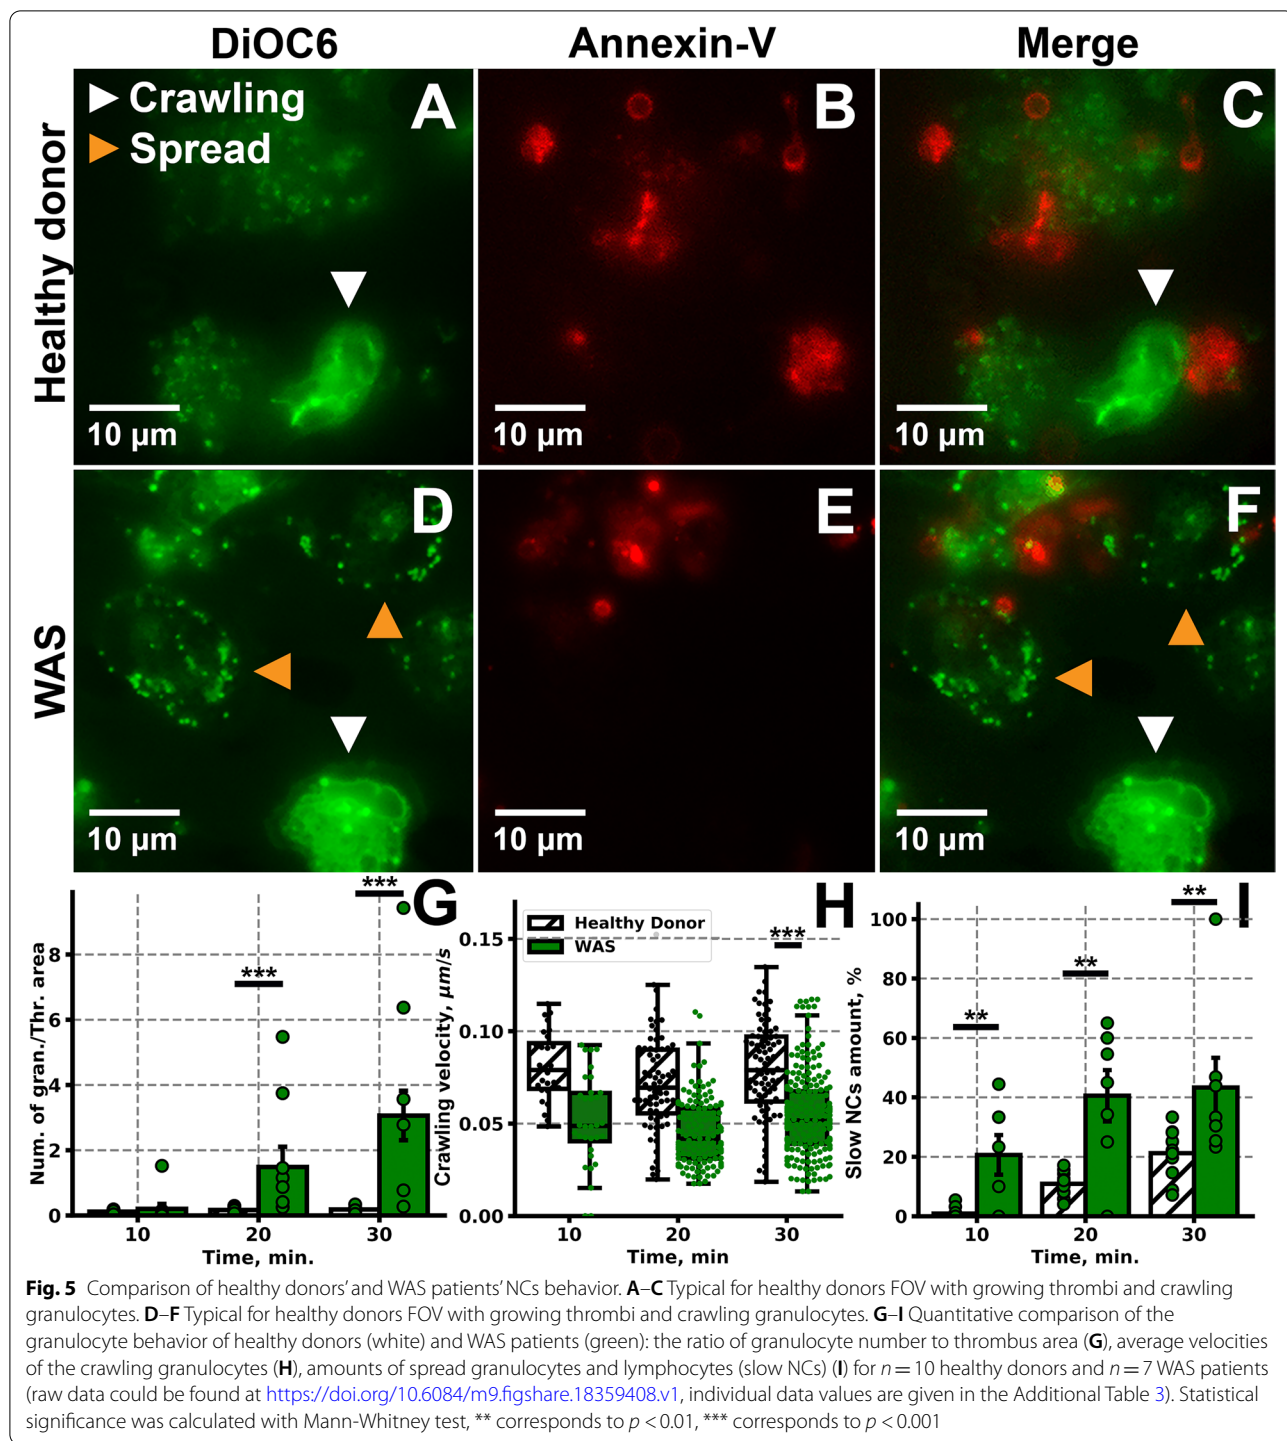 DiOC6 Annexin-V Merge
Healthy donor
Crawling
Spread
A B C
10 µm 10 µm 10 µm
WAS
D E F
10 µm 10 µm 10 µm
G
Num. of gran./Thr. area
8
6
4
2
0
***
***
10 20 30
Time, min.
H
Crawling velocity, µm/s
0.15
0.10
0.05
0.00
Healthy Donor
WAS
***
10 20 30
Time, min
I
Slow NCs amount, %
100
80
60
40
20
0
**
**
**
10 20 30
Time, min.
Fig. 5 Comparison of healthy donors’ and WAS patients’ NCs behavior. A–C Typical for healthy donors FOV with growing thrombi and crawling
granulocytes. D–F Typical for healthy donors FOV with growing thrombi and crawling granulocytes. G–I Quantitative comparison of the
granulocyte behavior of healthy donors (white) and WAS patients (green): the ratio of granulocyte number to thrombus area (G), average velocities
of the crawling granulocytes (H), amounts of spread granulocytes and lymphocytes (slow NCs) (I) for n = 10 healthy donors and n = 7 WAS patients
(raw data could be found at https://doi.org/10.6084/m9.figshare.18359408.v1, individual data values are given in the Additional Table 3). Statistical
significance was calculated with Mann-Whitney test, ** corresponds to p < 0.01, *** corresponds to p < 0.001